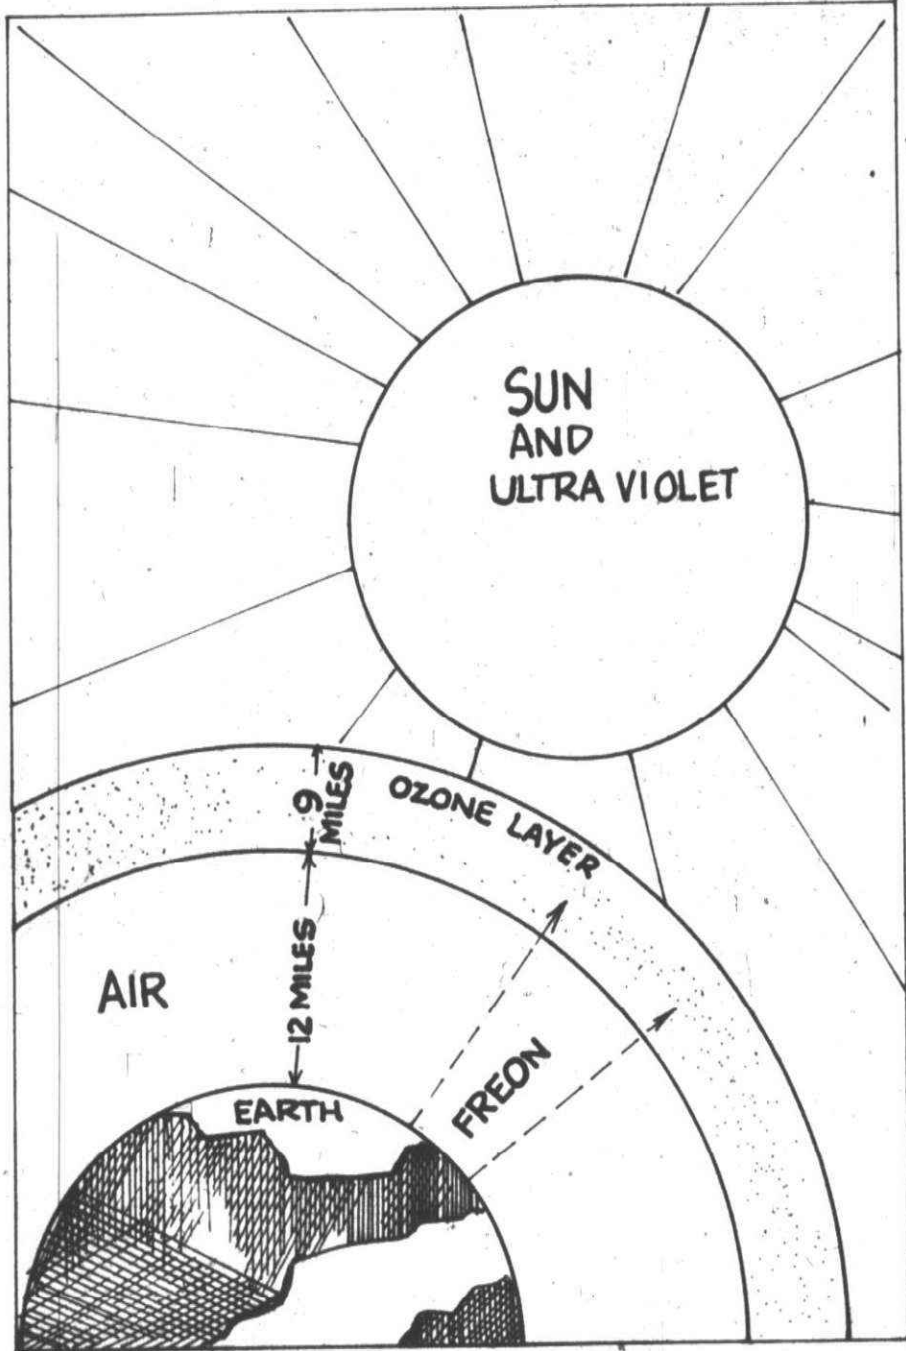 SUN
AND
ULTRA VIOLET
9
MILES
OZONE LAYER
12 MILES
AIR
FREON
EARTH